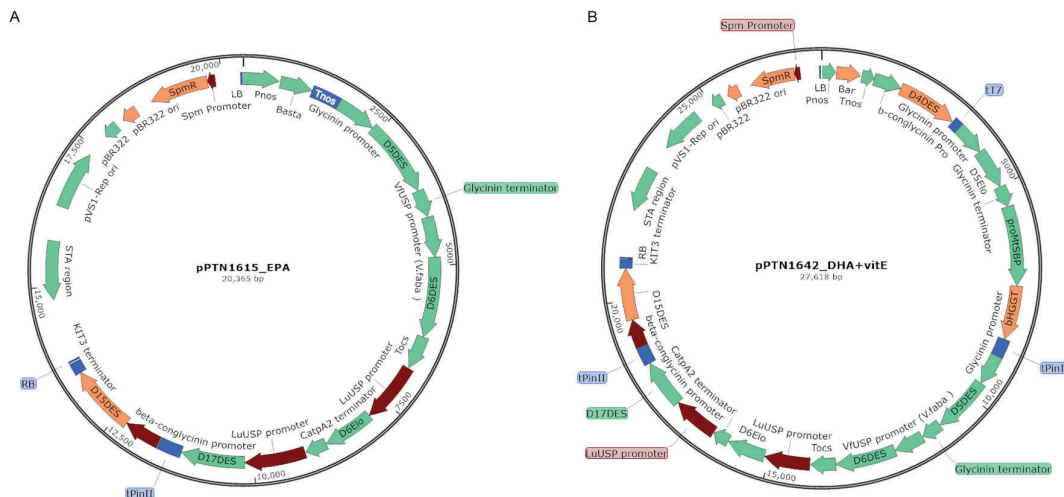 A
20,000
SpmR
Spm Promoter
pBR322 ori
pBR322
17,500
pVS1-Rep ori
STA region
15,000
KIT3 terminator
RB
D15DES
12,500
beta-conglycinin promoter
tPinII
D17DES
LuUSP promoter
10,000
CatpA2 terminator
D6Elo
LuUSP promoter
7500
Tocs
D6DES
VfUSP promoter (V.faba )
5000
Glycinin terminator
D5DES
2500
Glycinin promoter
Tnos
Basta
Pnos
LB
pPTN1615_EPA
20,365 bp
B
Spm Promoter
SpmR
pBR322 ori
pBR322
25,000
pVS1-Rep ori
STA region
KIT3 terminator
RB
D15DES
20,000
beta-conglycinin promoter
tPinII
D17DES
CatpA2 terminator
LuUSP promoter
D6Elo
LuUSP promoter
15,000
Tocs
D6DES
VfUSP promoter (V.faba )
Glycinin terminator
D5DES
10,000
Glycinin promoter
tPinII
bHGGT
proMtSBP
Glycinin terminator
D5Elo
5000
Glycinin promoter
tT7
D4DES
b-conglycinin Pro
Tnos
Bar
Pnos
LB
pPTN1642_DHA+vitE
27,618 bp